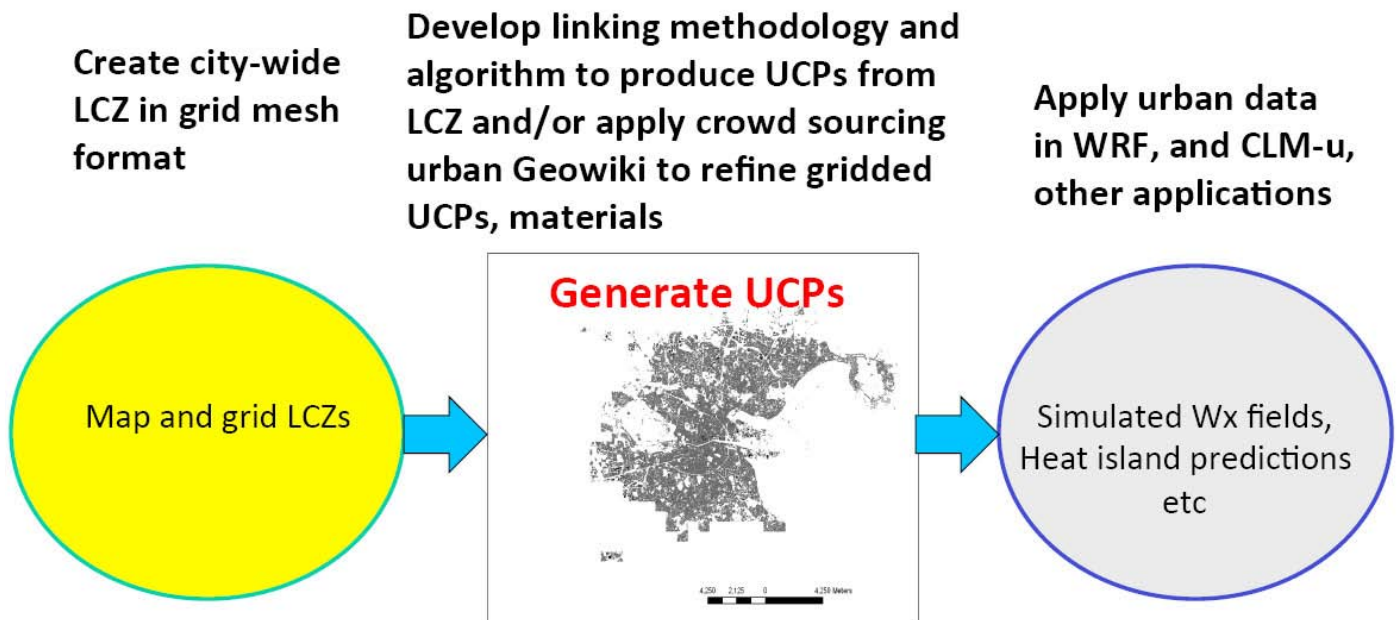 Create city-wide
LCZ in grid mesh
format
Develop linking methodology and
algorithm to produce UCPs from
LCZ and/or apply crowd sourcing
urban Geowiki to refine gridded
UCPs, materials
Apply urban data
in WRF, and CLM-u,
other applications
Map and grid LCZs
Generate UCPs
4,250 2,125 0 4,250 Meters
Simulated Wx fields,
Heat island predictions
etc